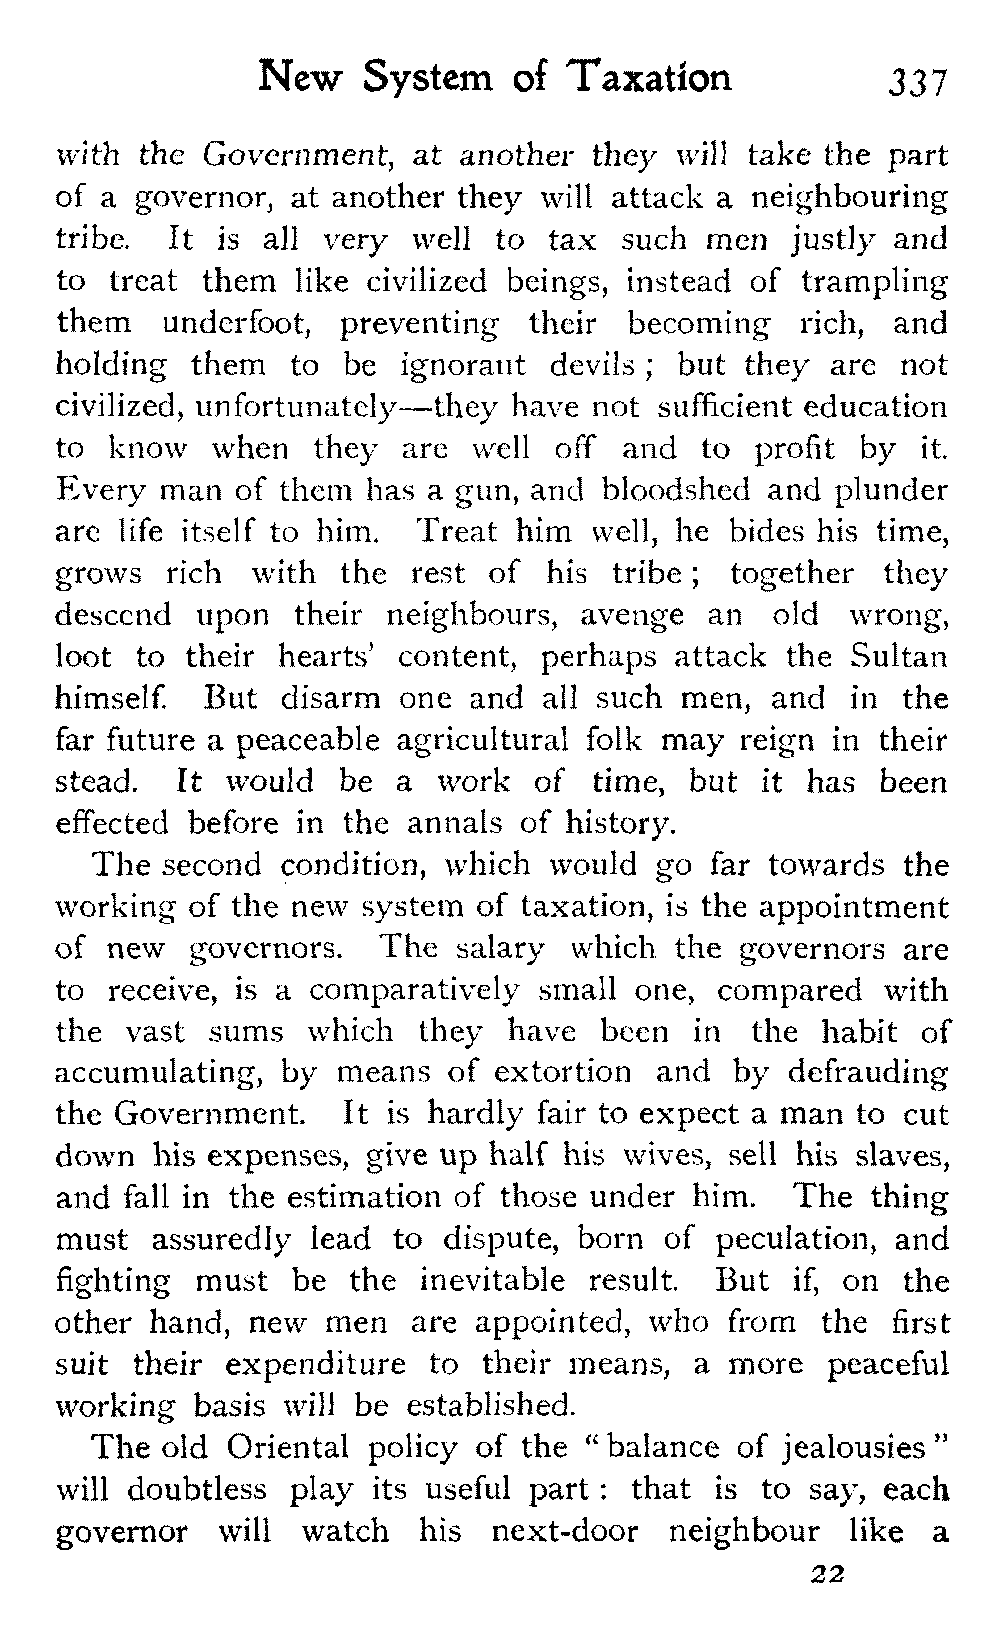 New System of Taxation 337
with the Government, at another they will take the part
of a governor, at another they will attack a neighbouring
tribe. It is all very well to tax such men justly and
to treat them like civilized beings, instead of trampling
them underfoot, preventing their becoming rich, and
holding them to be ignorant devils ; but they are not
civilized, unfortunately—they have not sufficient education
to know when they are well off and to profit by it.
Every man of them has a gun, and bloodshed and plunder
are life itself to him. Treat him well, he bides his time,
grows rich with the rest of his tribe ; together they
descend upon their neighbours, avenge an old wrong,
loot to their hearts' content, perhaps attack the Sultan
himself. But disarm one and all such men, and in the
far future a peaceable agricultural folk may reign in their
stead. It would be a work of time, but it has been
effected before in the annals of history.
The second condition, which would go far towards the
working of the new system of taxation, is the appointment
of new governors. The salary which the governors are
to receive, is a comparatively small one, compared with
the vast sums which they have been in the habit of
accumulating, by means of extortion and by defrauding
the Government. It is hardly fair to expect a man to cut
down his expenses, give up half his wives, sell his slaves,
and fall in the estimation of those under him. The thing
must assuredly lead to dispute, born of peculation, and
fighting must be the inevitable result. But if, on the
other hand, new men are appointed, who from the first
suit their expenditure to their means, a more peaceful
working basis will be established.
The old Oriental policy of the “ balance of jealousies ”
will doubtless play its useful part : that is to say, each
governor will watch his next-door neighbour like a
22